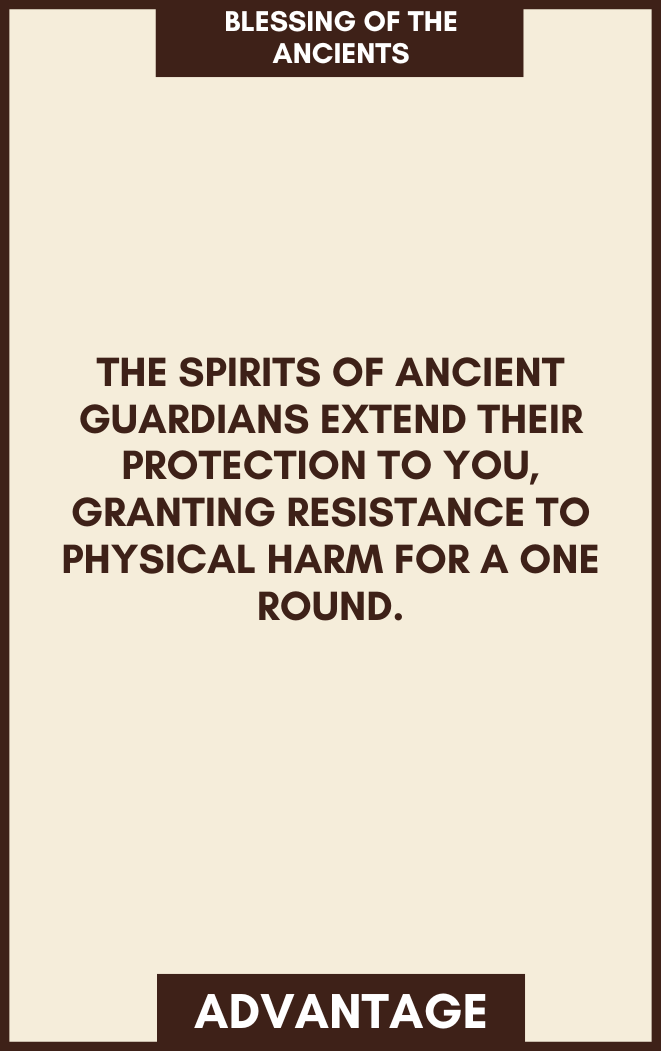 BLESSING OF THE
ANCIENTS
THE SPIRITS OF ANCIENT
GUARDIANS EXTEND THEIR
PROTECTION TO YOU,
GRANTING RESISTANCE TO
PHYSICAL HARM FOR A ONE
ROUND.
ADVANTAGE